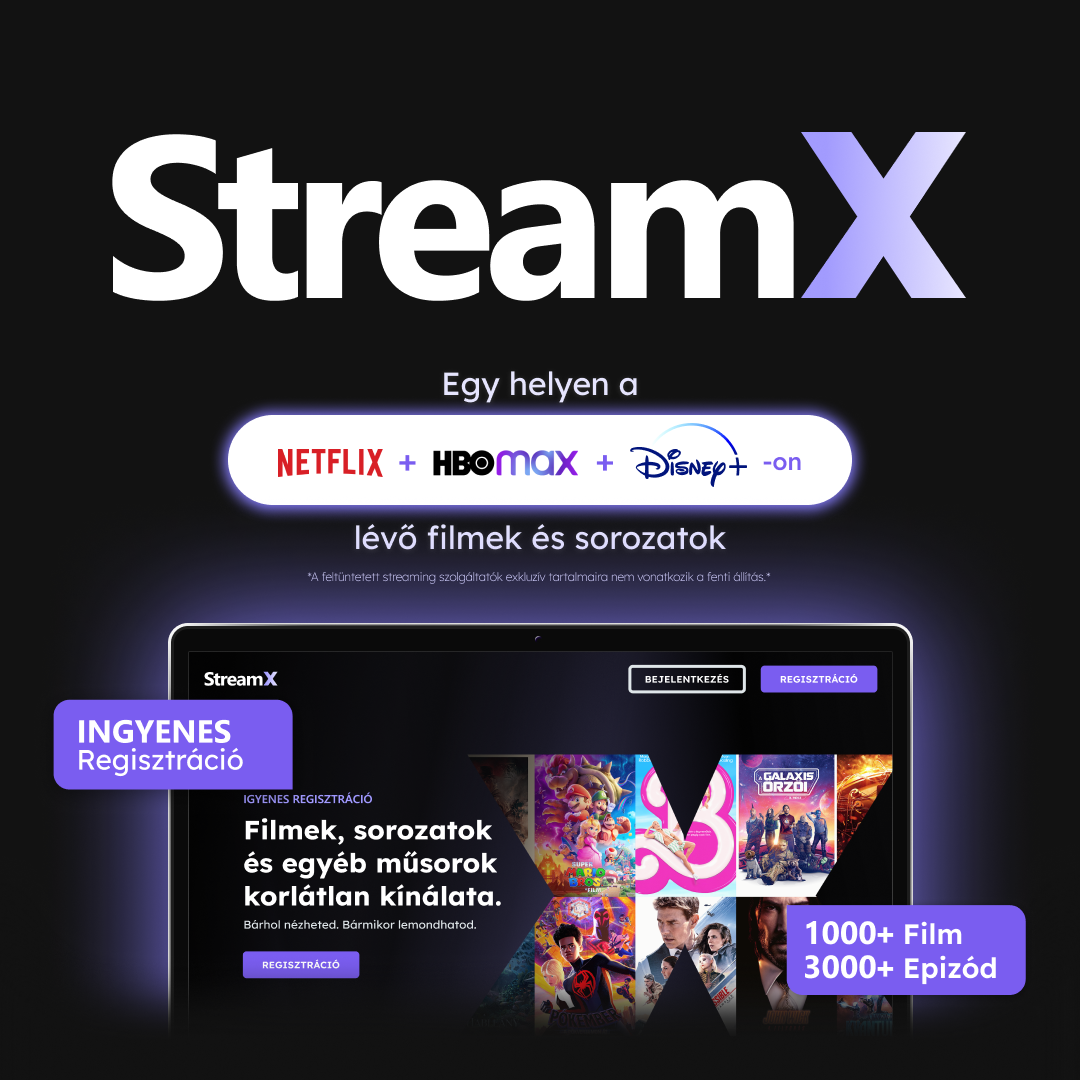 StreamX
Egy helyen a
NETFLIX + HBOmax + Disney+ -on
lévő filmek és sorozatok
*A feltüntetett streaming szolgáltatók exkluzív tartalmaira nem vonatkozik a fenti állítás.*
StreamX
BEJELENTKEZÉS
REGISZTRÁCIÓ
INGYENES
Regisztráció
IGYENES REGISZTRÁCIÓ
Filmek, sorozatok
és egyéb műsorok
korlátlan kínálata.
Bárhol nézheted. Bármikor lemondhatod.
REGISZTRÁCIÓ
A GALAXIS
ŐRZŐI
SUPER
MARIO
BROS.
FILM
1000+ Film
3000+ Epizód